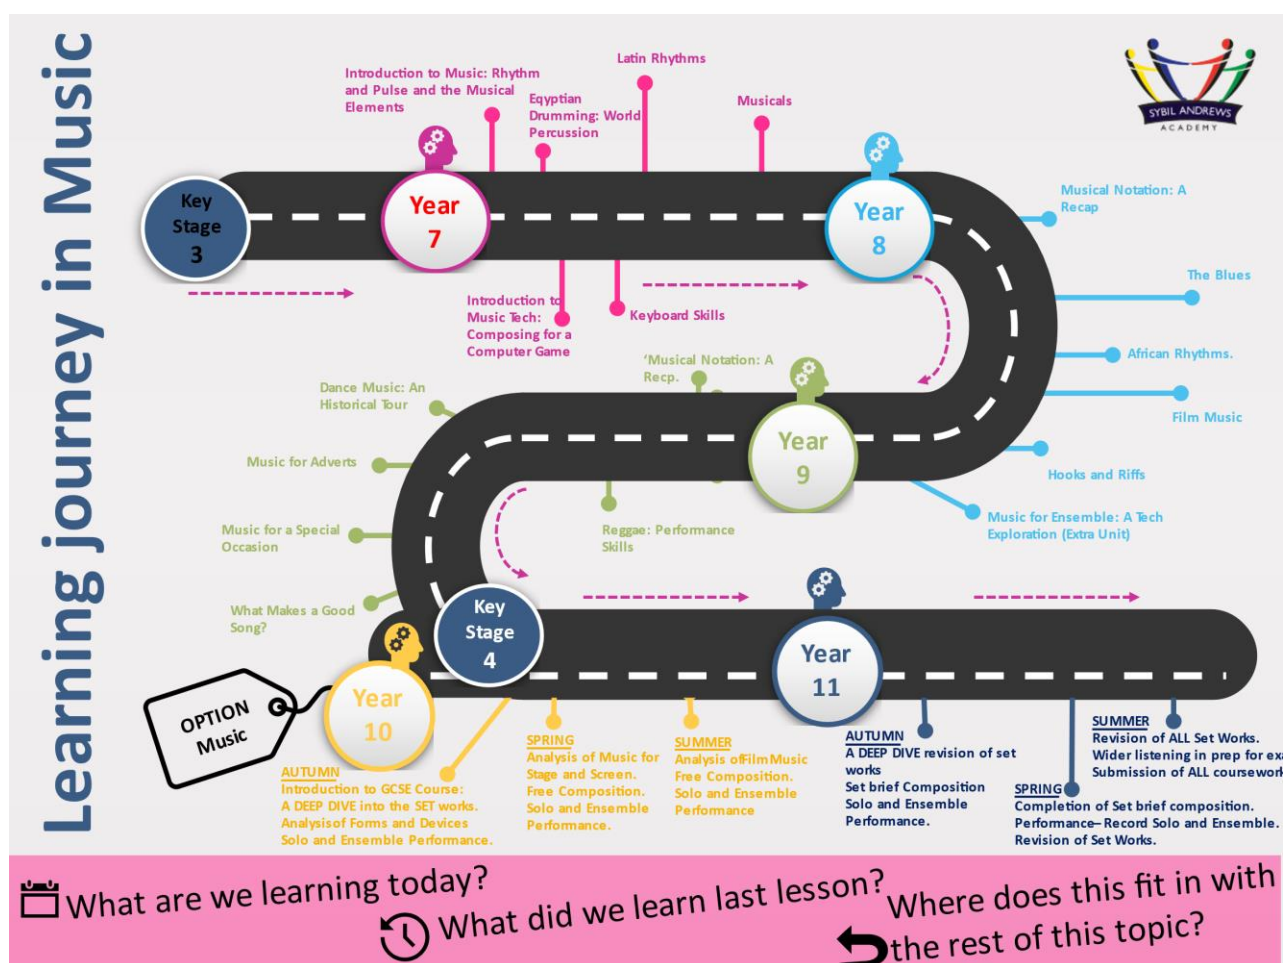 Learning journey in Music
SYBIL ANDREWS
ACADEMY
Key
Stage
3
Year
7
Introduction to Music: Rhythm
and Pulse and the Musical
Elements
Eqyptian
Drumming: World
Percussion
Latin Rhythms
Musicals
Introduction to
Music Tech:
Composing for a
Computer Game
Keyboard Skills
Year
8
Musical Notation: A
Recap
The Blues
African Rhythms.
Film Music
Hooks and Riffs
Music for Ensemble: A Tech
Exploration (Extra Unit)
Year
9
‘Musical Notation: A
Recp.
Reggae: Performance
Skills
Dance Music: An
Historical Tour
Music for Adverts
Music for a Special
Occasion
What Makes a Good
Song?
Key
Stage
4
OPTION
Music
Year
10
AUTUMN
Introduction to GCSE Course:
A DEEP DIVE into the SET works.
Analysisof Forms and Devices
Solo and Ensemble Performance.
SPRING
Analysis of Music for
Stage and Screen.
Free Composition.
Solo and Ensemble
Performance.
SUMMER
Analysis ofFilm Music
Free Composition.
Solo and Ensemble
Performance
Year
11
AUTUMN
A DEEP DIVE revision of set
works
Set brief Composition
Solo and Ensemble
Performance.
SPRING
Completion of Set brief composition.
Performance– Record Solo and Ensemble.
Revision of Set Works.
SUMMER
Revision of ALL Set Works.
Wider listening in prep for exa
Submission of ALL coursework
What are we learning today?
What did we learn last lesson?
Where does this fit in with
the rest of this topic?